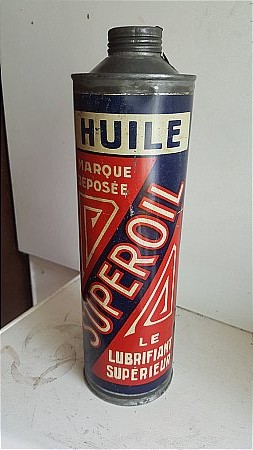 HUILE
MARQUE
DÉPOSÉE
SUPEROIL
LE
LUBRIFIANT
SUPÉRIEUR